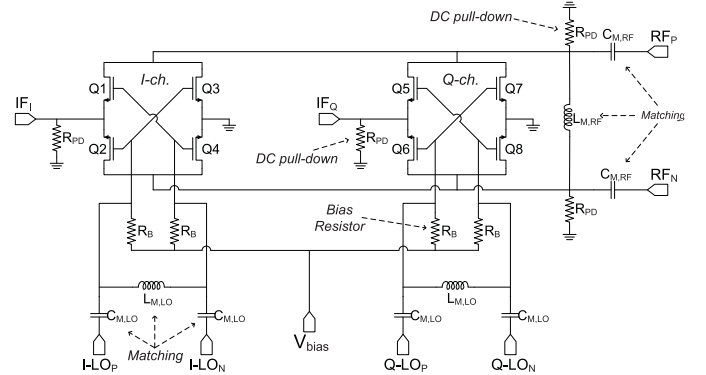 DC pull-down
R_PD
C_M,RF
RF_P
Q1
I-ch.
Q3
Q5
Q-ch.
Q7
IF_I
IF_Q
L_M,RF
Matching
R_PD
Q2
Q4
R_PD
Q6
Q8
DC pull-down
C_M,RF
RF_N
R_PD
Bias
Resistor
R_B
R_B
R_B
R_B
L_M,LO
L_M,LO
C_M,LO
C_M,LO
C_M,LO
C_M,LO
Matching
V_bias
I-LO_P
I-LO_N
Q-LO_P
Q-LO_N